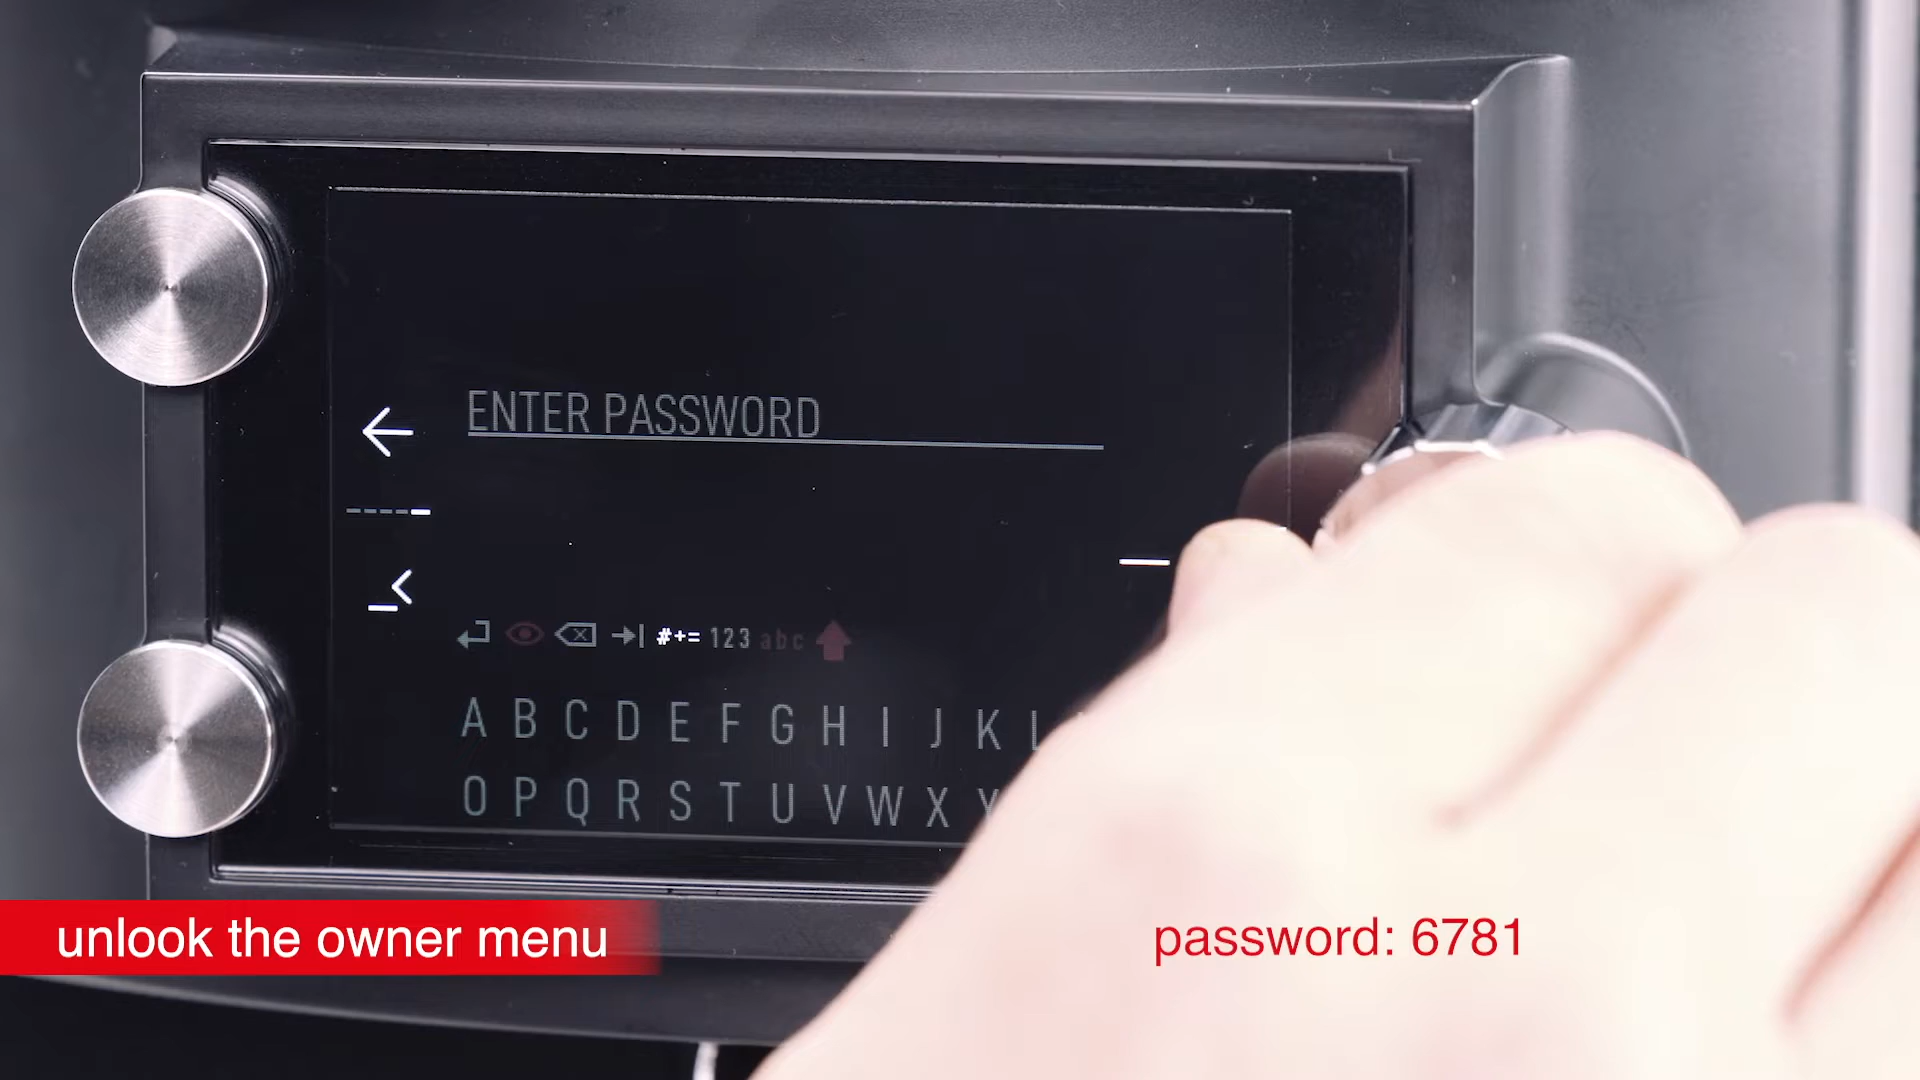 ENTER PASSWORD
#+= 123 abc
A B C D E F G H I J K L
O P Q R S T U V W X Y
unlook the owner menu
password: 6781